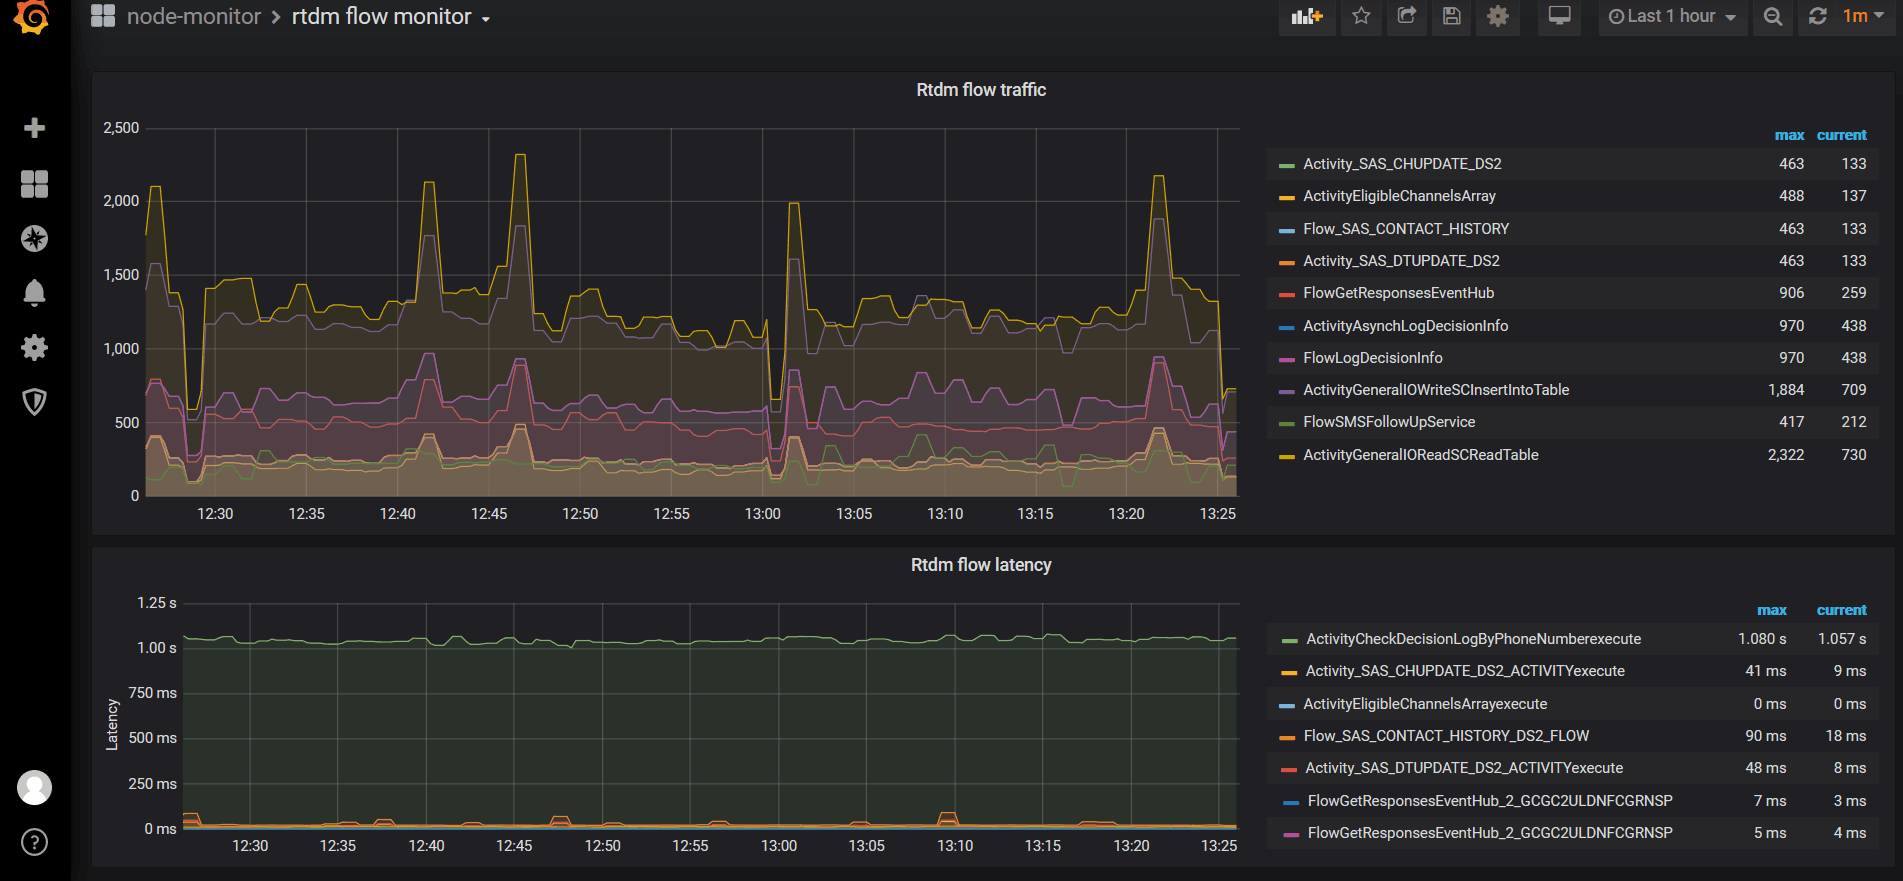 node-monitor > rtdm flow monitor
Last 1 hour
1m
Rtdm flow traffic
2,500
2,000
1,500
1,000
500
0
12:30 12:35 12:40 12:45 12:50 12:55 13:00 13:05 13:10 13:15 13:20 13:25
max current
Activity_SAS_CHUPDATE_DS2 463 133
ActivityEligibleChannelsArray 488 137
Flow_SAS_CONTACT_HISTORY 463 133
Activity_SAS_DTUPDATE_DS2 463 133
FlowGetResponsesEventHub 906 259
ActivityAsynchLogDecisionInfo 970 438
FlowLogDecisionInfo 970 438
ActivityGeneralIOWriteSCInsertIntoTable 1,884 709
FlowSMSFollowUpService 417 212
ActivityGeneralIOReadSCReadTable 2,322 730
Rtdm flow latency
Latency
1.25 s
1.00 s
750 ms
500 ms
250 ms
0 ms
12:30 12:35 12:40 12:45 12:50 12:55 13:00 13:05 13:10 13:15 13:20 13:25
max current
ActivityCheckDecisionLogByPhoneNumberexecute 1.080 s 1.057 s
Activity_SAS_CHUPDATE_DS2_ACTIVITYexecute 41 ms 9 ms
ActivityEligibleChannelsArrayexecute 0 ms 0 ms
Flow_SAS_CONTACT_HISTORY_DS2_FLOW 90 ms 18 ms
Activity_SAS_DTUPDATE_DS2_ACTIVITYexecute 48 ms 8 ms
FlowGetResponsesEventHub_2_GCGC2ULDNFCGRNSP 7 ms 3 ms
FlowGetResponsesEventHub_2_GCGC2ULDNFCGRNSP 5 ms 4 ms